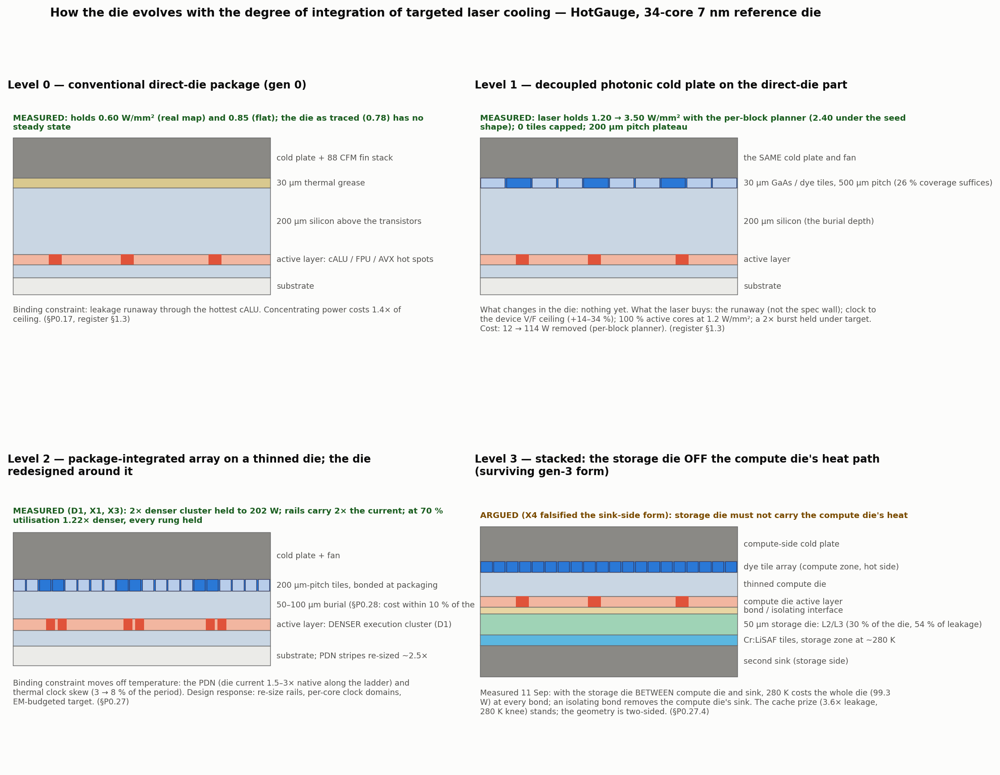 How the die evolves with the degree of integration of targeted laser cooling — HotGauge, 34-core 7 nm reference die
Level 0 — conventional direct-die package (gen 0)
MEASURED: holds 0.60 W/mm² (real map) and 0.85 (flat); the die as traced (0.78) has no
steady state
cold plate + 88 CFM fin stack
30 µm thermal grease
200 µm silicon above the transistors
active layer: cALU / FPU / AVX hot spots
substrate
Binding constraint: leakage runaway through the hottest cALU. Concentrating power costs 1.4× of
ceiling. (§P0.17, register §1.3)
Level 1 — decoupled photonic cold plate on the direct-die part
MEASURED: laser holds 1.20 → 3.50 W/mm² with the per-block planner (2.40 under the seed
shape); 0 tiles capped; 200 µm pitch plateau
the SAME cold plate and fan
30 µm GaAs / dye tiles, 500 µm pitch (26 % coverage suffices)
200 µm silicon (the burial depth)
active layer
substrate
What changes in the die: nothing yet. What the laser buys: the runaway (not the spec wall); clock to
the device V/F ceiling (+14–34 %); 100 % active cores at 1.2 W/mm²; a 2× burst held under target.
Cost: 12 → 114 W removed (per-block planner). (register §1.3)
Level 2 — package-integrated array on a thinned die; the die
redesigned around it
MEASURED (D1, X1, X3): 2× denser cluster held to 202 W; rails carry 2× the current; at 70 %
utilisation 1.22× denser, every rung held
cold plate + fan
200 µm-pitch tiles, bonded at packaging
50–100 µm burial (§P0.28: cost within 10 % of the
active layer: DENSER execution cluster (D1)
substrate; PDN stripes re-sized ~2.5×
Binding constraint moves off temperature: the PDN (die current 1.5–3× native along the ladder) and
thermal clock skew (3 → 8 % of the period). Design response: re-size rails, per-core clock domains,
EM-budgeted target. (§P0.27)
Level 3 — stacked: the storage die OFF the compute die's heat path
(surviving gen-3 form)
ARGUED (X4 falsified the sink-side form): storage die must not carry the compute die's heat
compute-side cold plate
dye tile array (compute zone, hot side)
thinned compute die
compute die active layer
bond / isolating interface
50 µm storage die: L2/L3 (30 % of the die, 54 % of leakage)
Cr:LiSAF tiles, storage zone at ~280 K
second sink (storage side)
Measured 11 Sep: with the storage die BETWEEN compute die and sink, 280 K costs the whole die (99.3
W) at every bond; an isolating bond removes the compute die's sink. The cache prize (3.6× leakage,
280 K knee) stands; the geometry is two-sided. (§P0.27.4)